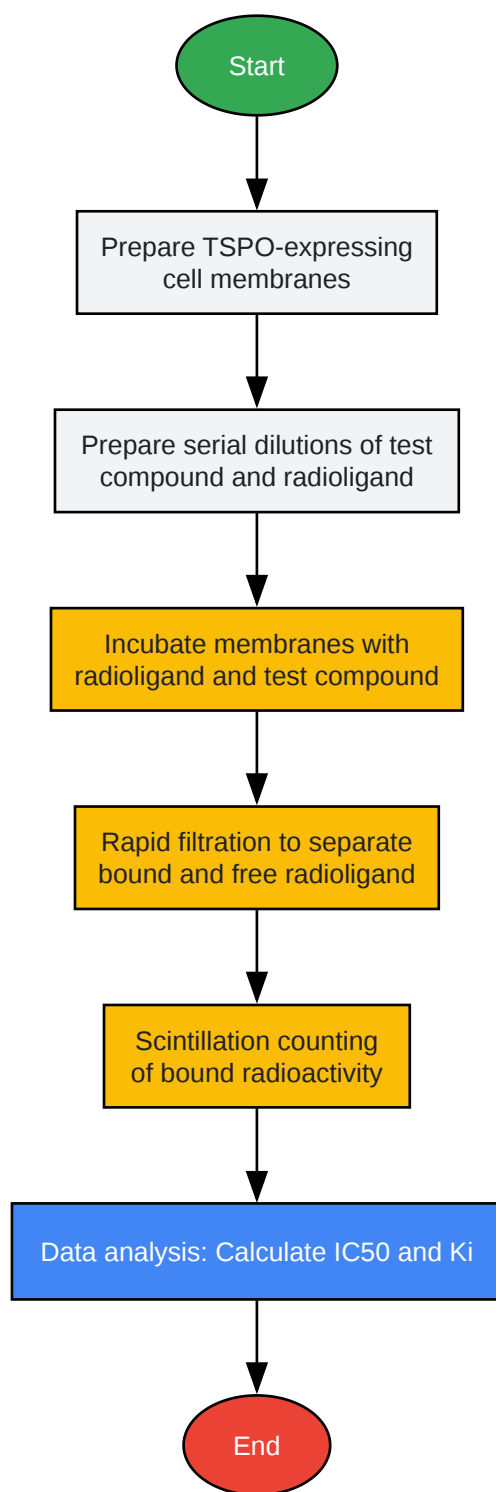 Start
Prepare TSPO-expressing
cell membranes
Prepare serial dilutions of test
compound and radioligand
Incubate membranes with
radioligand and test compound
Rapid filtration to separate
bound and free radioligand
Scintillation counting
of bound radioactivity
Data analysis: Calculate IC50 and Ki
End